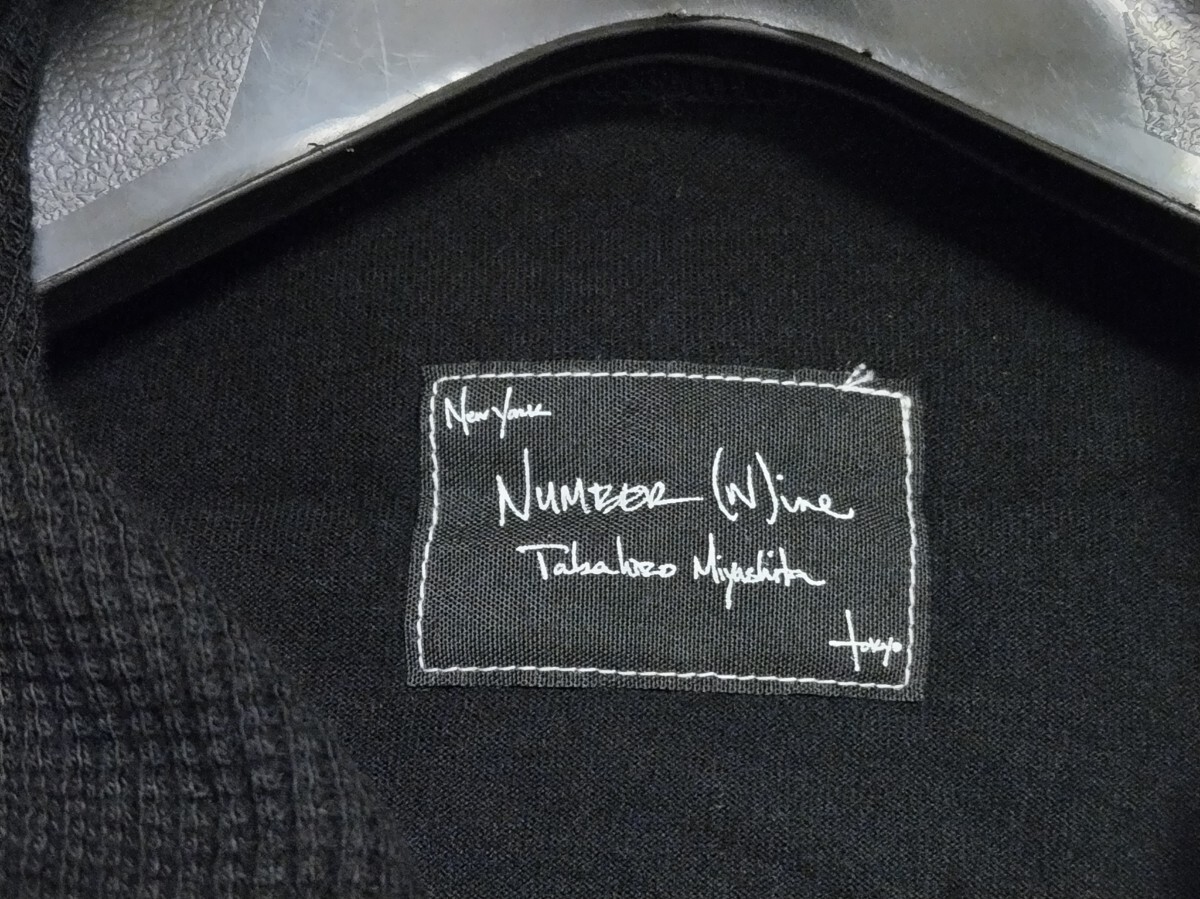 New York
NUMBER (N)ine
Takahiro Miyashita
tokyo